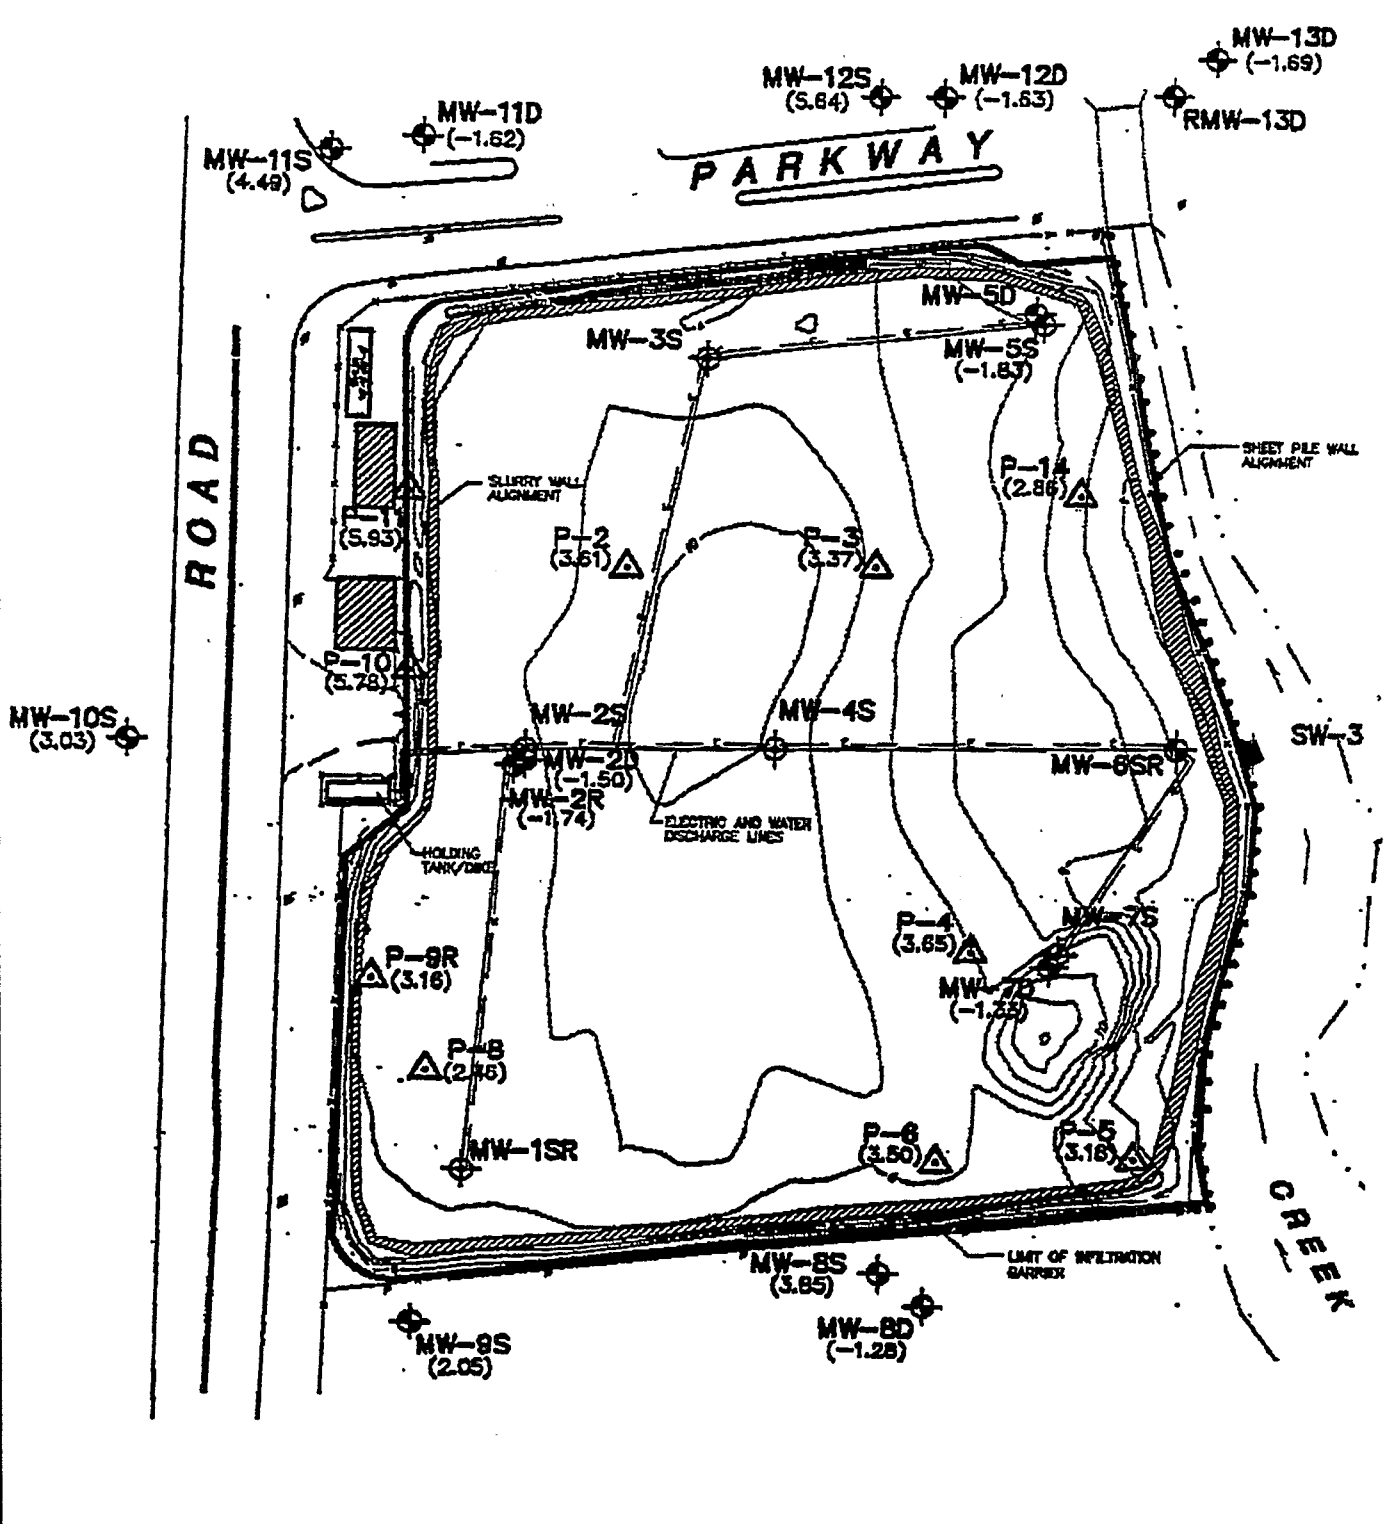 MW-13D
(-1.69)
MW-12S
(5.64)
MW-12D
(-1.63)
RMW-13D
MW-11D
(-1.62)
MW-11S
(4.49)
PARKWAY
MW-5D
MW-3S
MW-5S
(-1.83)
ROAD
SHEET PILE WALL
ALIGNMENT
P-14
(2.86)
SLURRY WALL
ALIGNMENT
(5.93)
P-2
(3.61)
P-3
(3.37)
10
P-10
(5.78)
MW-10S
(3.03)
MW-2S
MW-4S
SW-3
MW-2D
(-1.50)
MW-6SR
MW-2R
(-1.74)
ELECTRIC AND WATER
DISCHARGE LINES
HOLDING
TANK/DIKE
P-4
(3.65)
MW-7S
P-9R
(3.16)
MW-7D
(-1.33)
P-8
MW-1SR
P-6
(3.50)
P-5
(3.16)
CREEK
MW-8S
(3.85)
LIMIT OF INFILTRATION
BARRIER
MW-9S
(2.05)
MW-8D
(-1.28)